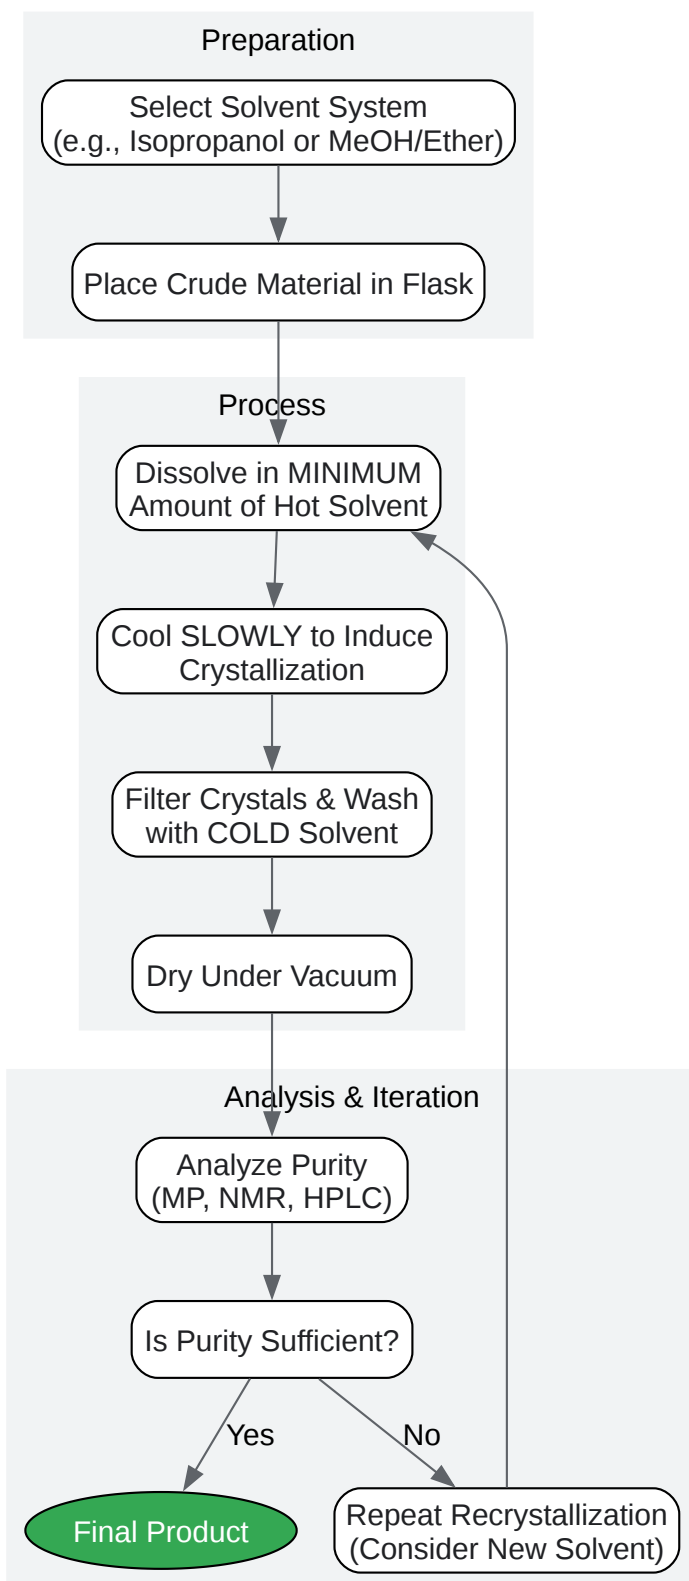 Preparation
Select Solvent System
(e.g., Isopropanol or MeOH/Ether)
Place Crude Material in Flask
Process
Dissolve in MINIMUM
Amount of Hot Solvent
Cool SLOWLY to Induce
Crystallization
Filter Crystals & Wash
with COLD Solvent
Dry Under Vacuum
Analysis & Iteration
Analyze Purity
(MP, NMR, HPLC)
Is Purity Sufficient?
Yes
No
Final Product
Repeat Recrystallization
(Consider New Solvent)